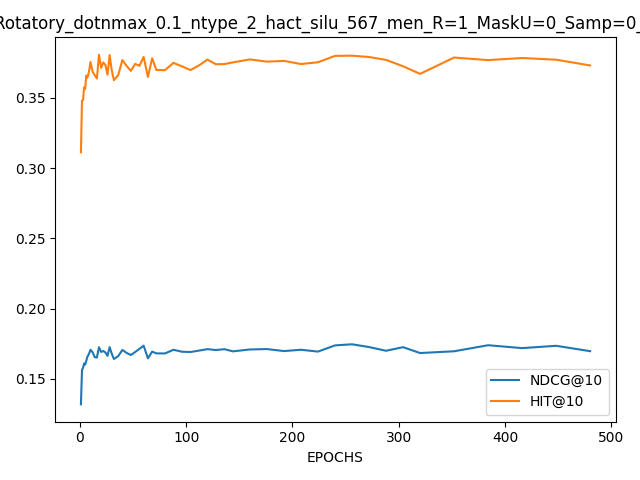 Rotatory_dotnmax_0.1_ntype_2_hact_silu_567_men_R=1_MaskU=0_Samp=0_
0.35
0.30
0.25
0.20
0.15
NDCG@10
HIT@10
0 100 200 300 400 500
EPOCHS